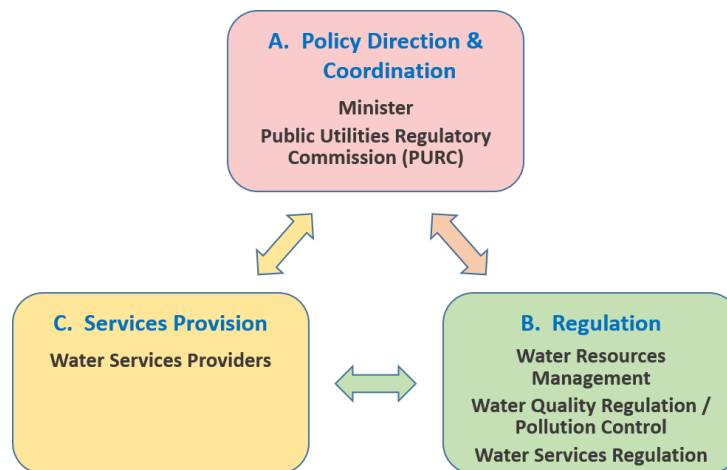 A. Policy Direction &
Coordination
Minister
Public Utilities Regulatory
Commission (PURC)
C. Services Provision
Water Services Providers
B. Regulation
Water Resources
Management
Water Quality Regulation /
Pollution Control
Water Services Regulation